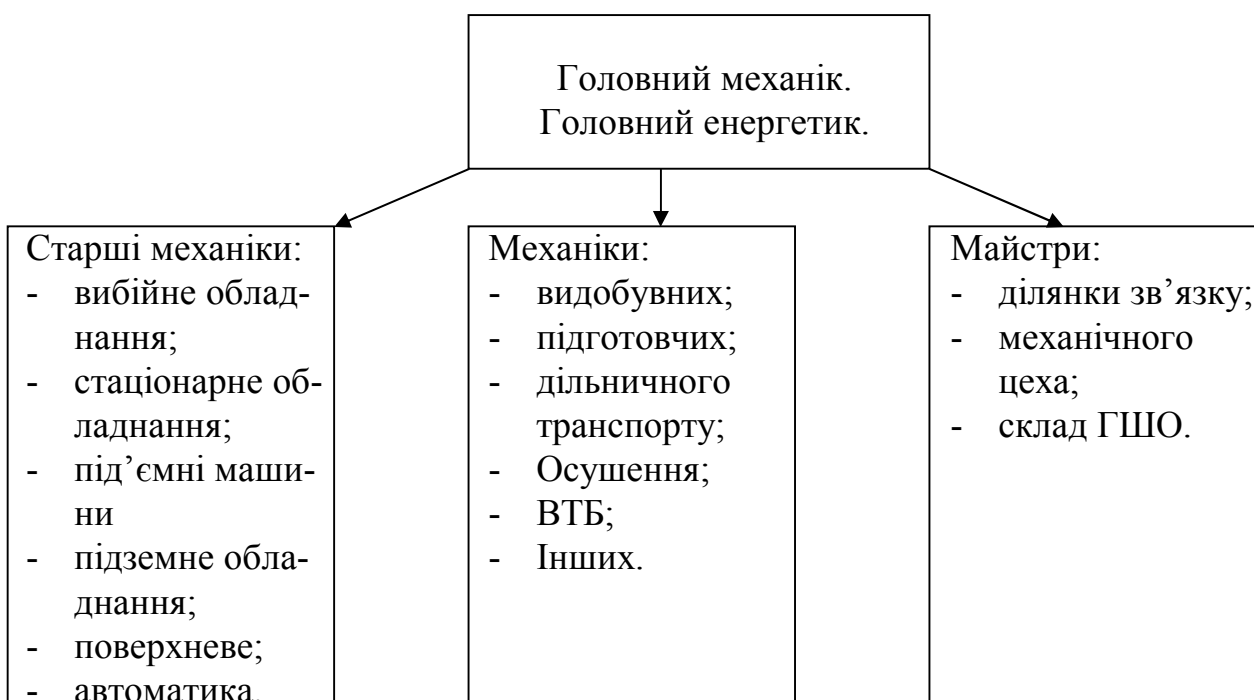 Головний механік.
Головний енергетик.
Старші механіки:
- вибійне облад-
нання;
- стаціонарне об-
ладнання;
- під’ємні маши-
ни
- підземне обла-
днання;
- поверхневе;
- автоматика.
Механіки:
- видобувних;
- підготовчих;
- дільничного
транспорту;
- Осушення;
- ВТБ;
- Інших.
Майстри:
- ділянки зв’язку;
- механічного
цеха;
- склад ГШО.